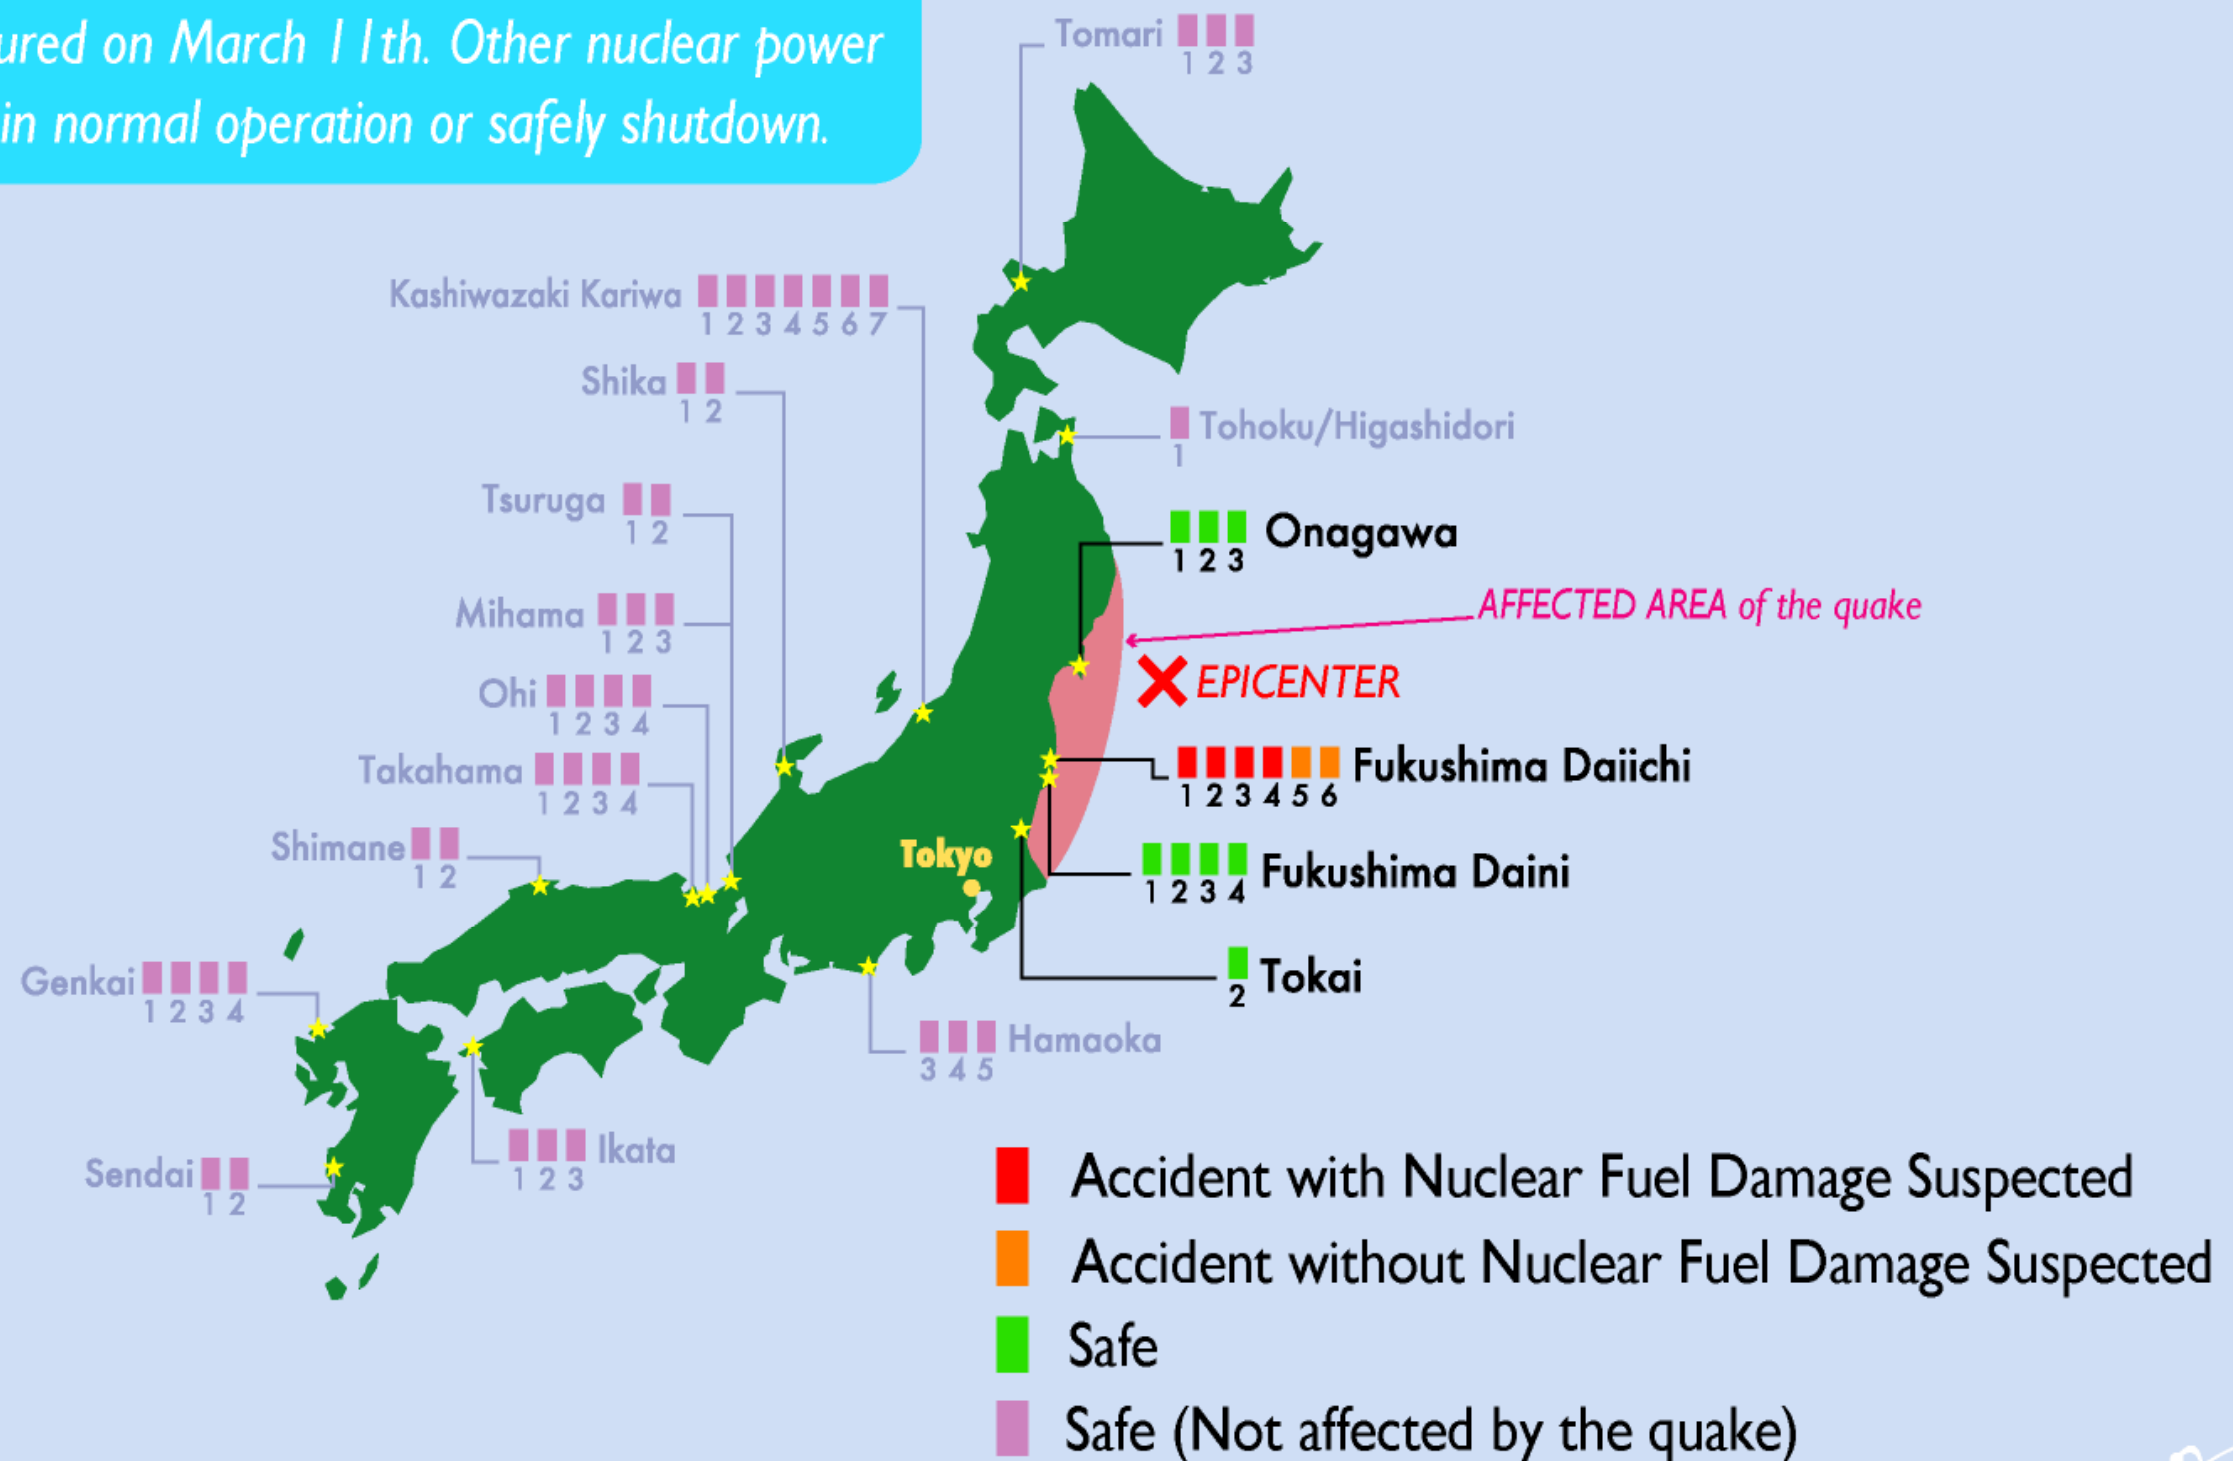 ured on March 11th. Other nuclear power
in normal operation or safely shutdown.
Tomari
1 2 3
Kashiwazaki Kariwa
1 2 3 4 5 6 7
Shika
1 2
Tohoku/Higashidori
1
Tsuruga
1 2
Onagawa
1 2 3
Mihama
1 2 3
AFFECTED AREA of the quake
EPICENTER
Ohi
1 2 3 4
Takahama
1 2 3 4
Fukushima Daiichi
1 2 3 4 5 6
Shimane
1 2
Tokyo
Fukushima Daini
1 2 3 4
Genkai
1 2 3 4
Tokai
2
Hamaoka
3 4 5
Ikata
1 2 3
Sendai
1 2
Accident with Nuclear Fuel Damage Suspected
Accident without Nuclear Fuel Damage Suspected
Safe
Safe (Not affected by the quake)